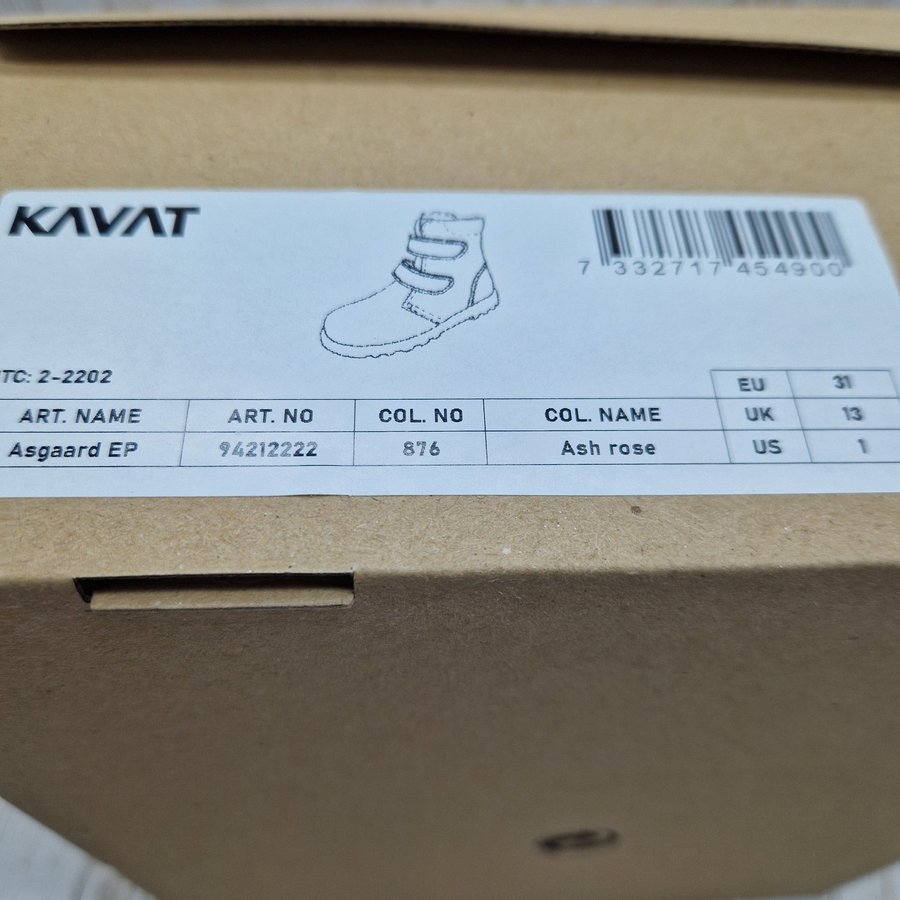 KAVAT
7 332717 454900
TC: 2-2202
EU 31
ART. NAME ART. NO COL. NO COL. NAME UK 13
Asgaard EP 94212222 876 Ash rose US 1